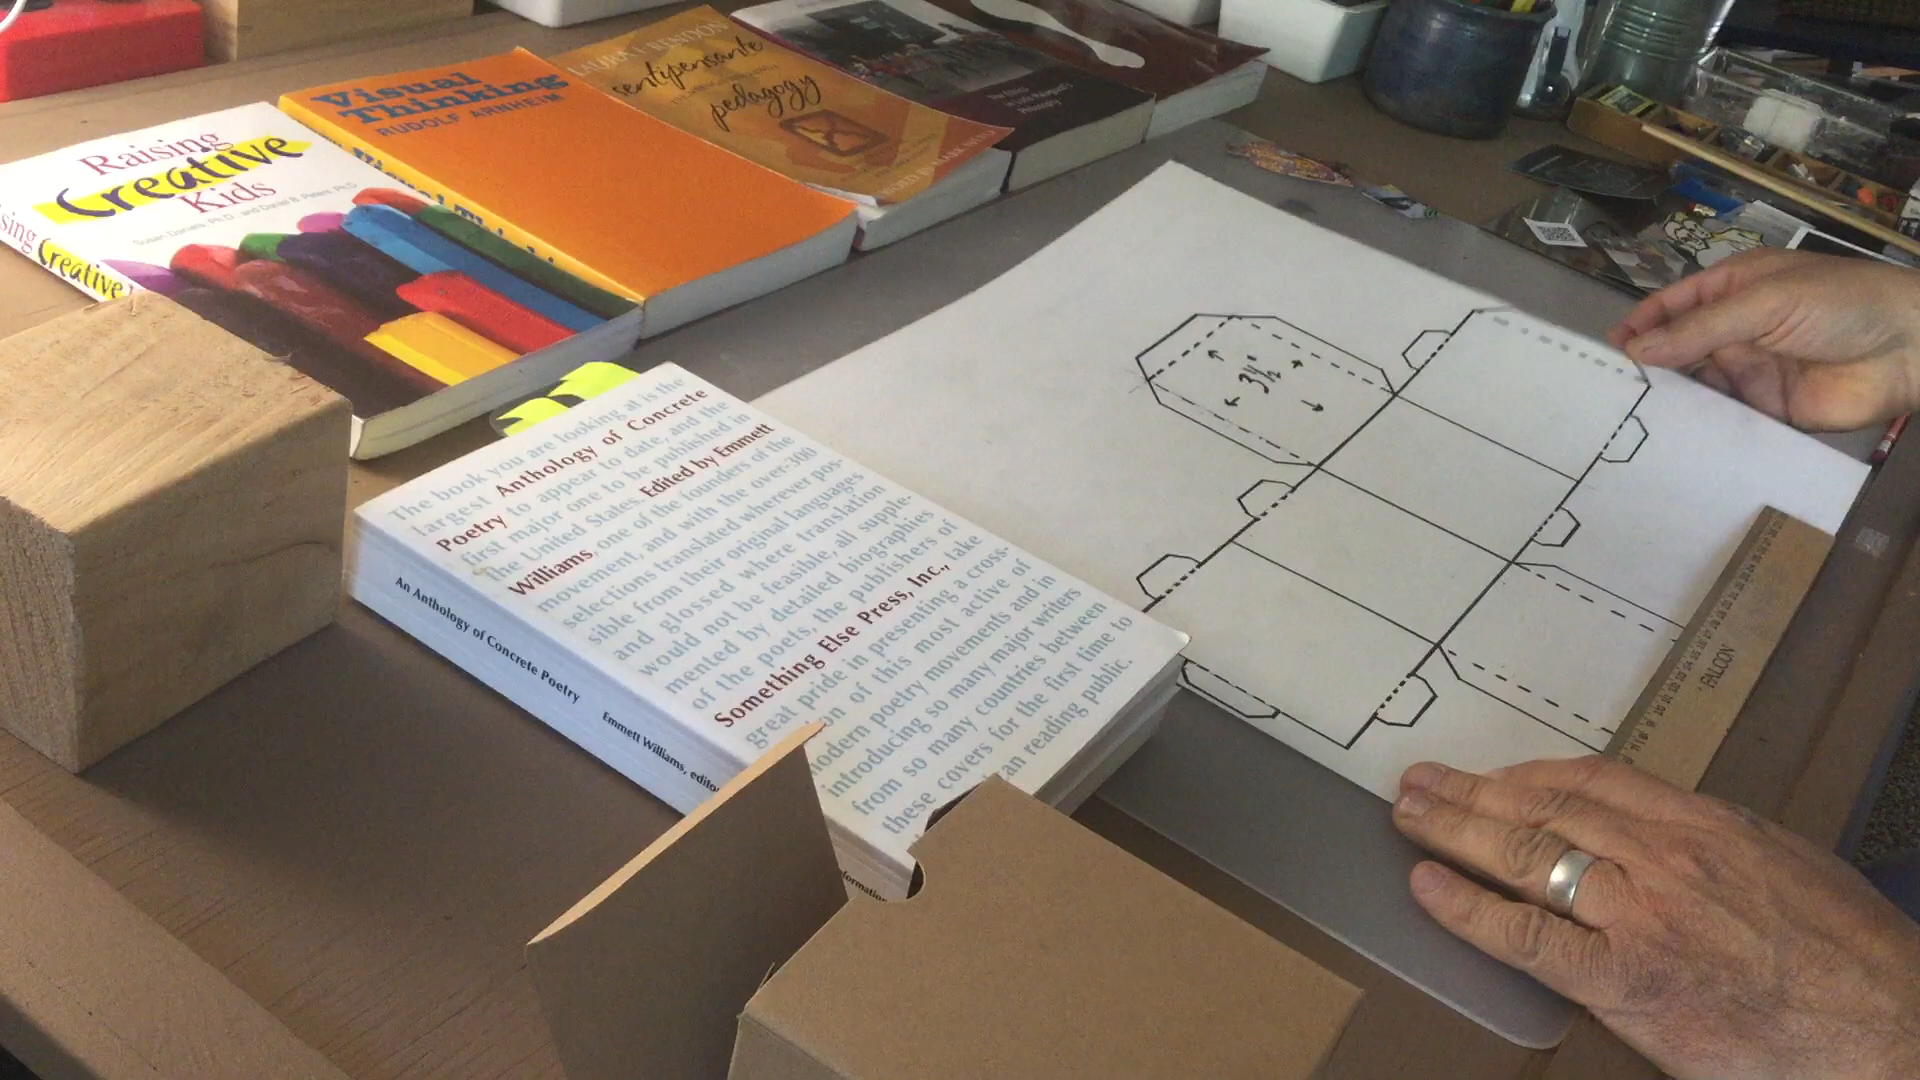 Raising
Creative
Kids
Susan Daniels, Ph.D., and Daniel B. Peters, Ph.D.
Creative
Visual
Thinking
RUDOLF ARNHEIM
LAURA I. RENDÓN
sentipensante
pedagogy
The book you are looking at is the
largest Anthology of Concrete
Poetry to appear to date, and the
first major one to be published in
the United States. Edited by Emmett
Williams, one of the founders of the
movement, and with the over-300
selections translated wherever pos-
sible from their original languages
and glossed where translation
would not be feasible, all supple-
mented by detailed biographies
of the poets, the publishers of
Something Else Press, Inc., take
great pride in presenting a cross-
ion of this most active of
modern poetry movements and in
introducing so many major writers
from so many countries between
these covers for the first time to
an reading public.
An Anthology of Concrete Poetry
Emmett Williams, edito
3 1/2"
FALCON